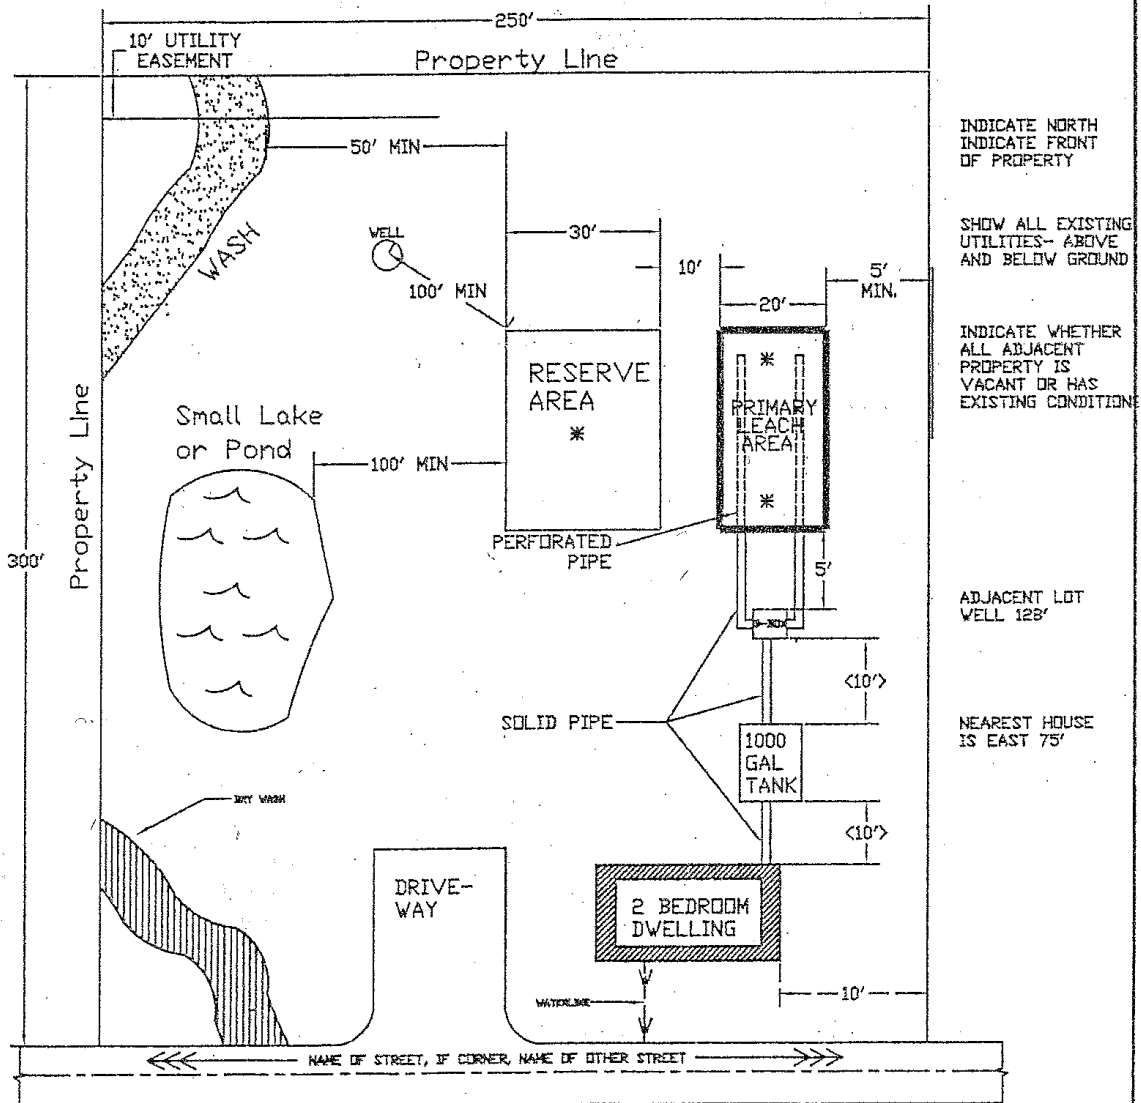 250'
10' UTILITY
EASEMENT
Property Line
INDICATE NORTH
INDICATE FRONT
OF PROPERTY
50' MIN
SHOW ALL EXISTING
UTILITIES- ABOVE
AND BELOW GROUND
WASH
WELL
30'
10'
5'
MIN.
100' MIN
20'
INDICATE WHETHER
ALL ADJACENT
PROPERTY IS
VACANT OR HAS
EXISTING CONDITION
RESERVE
AREA
*
*
PRIMARY
LEACH
AREA
*
Property Line
Small Lake
or Pond
100' MIN
PERFORATED
PIPE
300'
5'
ADJACENT LOT
WELL 128'
D-BOX
<10'>
SOLID PIPE
1000
GAL
TANK
NEAREST HOUSE
IS EAST 75'
DRY WASH
<10'>
DRIVE-
WAY
2 BEDROOM
DWELLING
WATERLINE
10'
NAME OF STREET, IF CORNER, NAME OF OTHER STREET